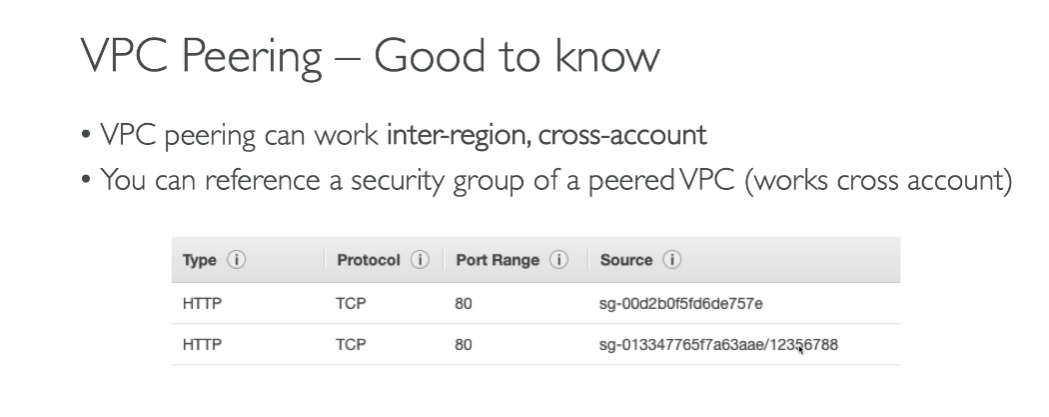 VPC Peering – Good to know
• VPC peering can work inter-region, cross-account
• You can reference a security group of a peered VPC (works cross account)
Type i Protocol i Port Range i Source i
HTTP TCP 80 sg-00d2b0f5fd6de757e
HTTP TCP 80 sg-013347765f7a63aae/12356788